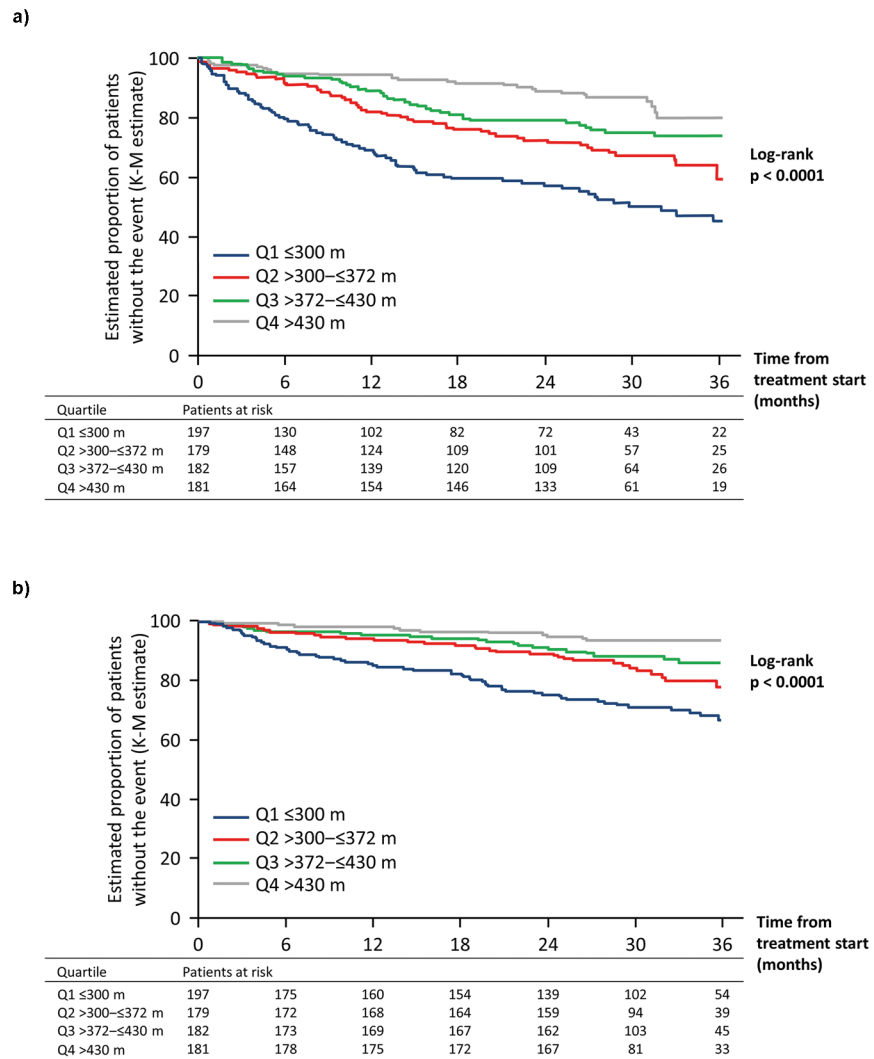 a)
Estimated proportion of patients
without the event (K-M estimate)
100
80
60
40
20
0
Q1 ≤300 m
Q2 >300–≤372 m
Q3 >372–≤430 m
Q4 >430 m
Log-rank
p < 0.0001
0 6 12 18 24 30 36
Time from
treatment start
(months)
Quartile Patients at risk
Q1 ≤300 m 197 130 102 82 72 43 22
Q2 >300–≤372 m 179 148 124 109 101 57 25
Q3 >372–≤430 m 182 157 139 120 109 64 26
Q4 >430 m 181 164 154 146 133 61 19
b)
Estimated proportion of patients
without the event (K-M estimate)
100
80
60
40
20
0
Q1 ≤300 m
Q2 >300–≤372 m
Q3 >372–≤430 m
Q4 >430 m
Log-rank
p < 0.0001
0 6 12 18 24 30 36
Time from
treatment start
(months)
Quartile Patients at risk
Q1 ≤300 m 197 175 160 154 139 102 54
Q2 >300–≤372 m 179 172 168 164 159 94 39
Q3 >372–≤430 m 182 173 169 167 162 103 45
Q4 >430 m 181 178 175 172 167 81 33